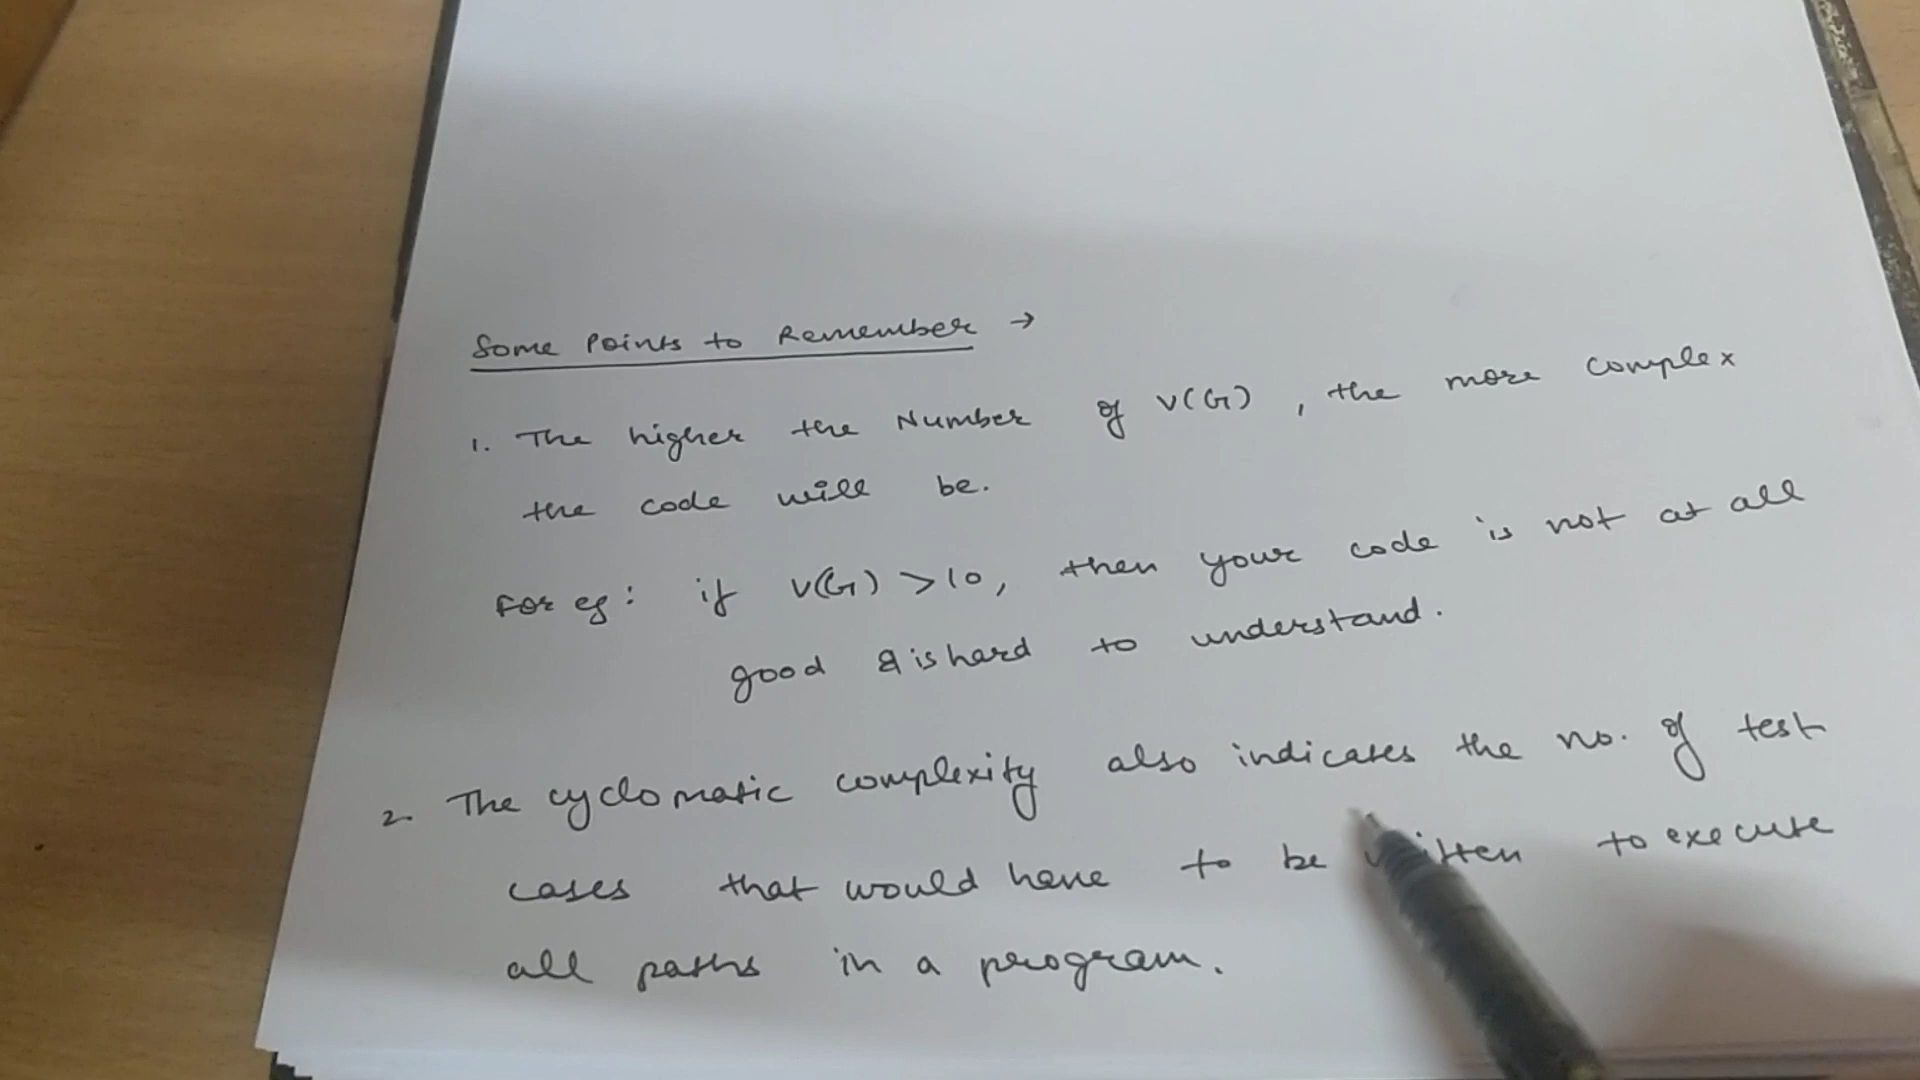 Some Points to Remember →
1. The higher the Number of V(G), the more complex
the code will be.
For eg: if V(G) >10, then your code is not at all
good & is hard to understand.
2. The cyclomatic complexity also indicates the no. of test
cases that would have to be written to execute
all paths in a program.